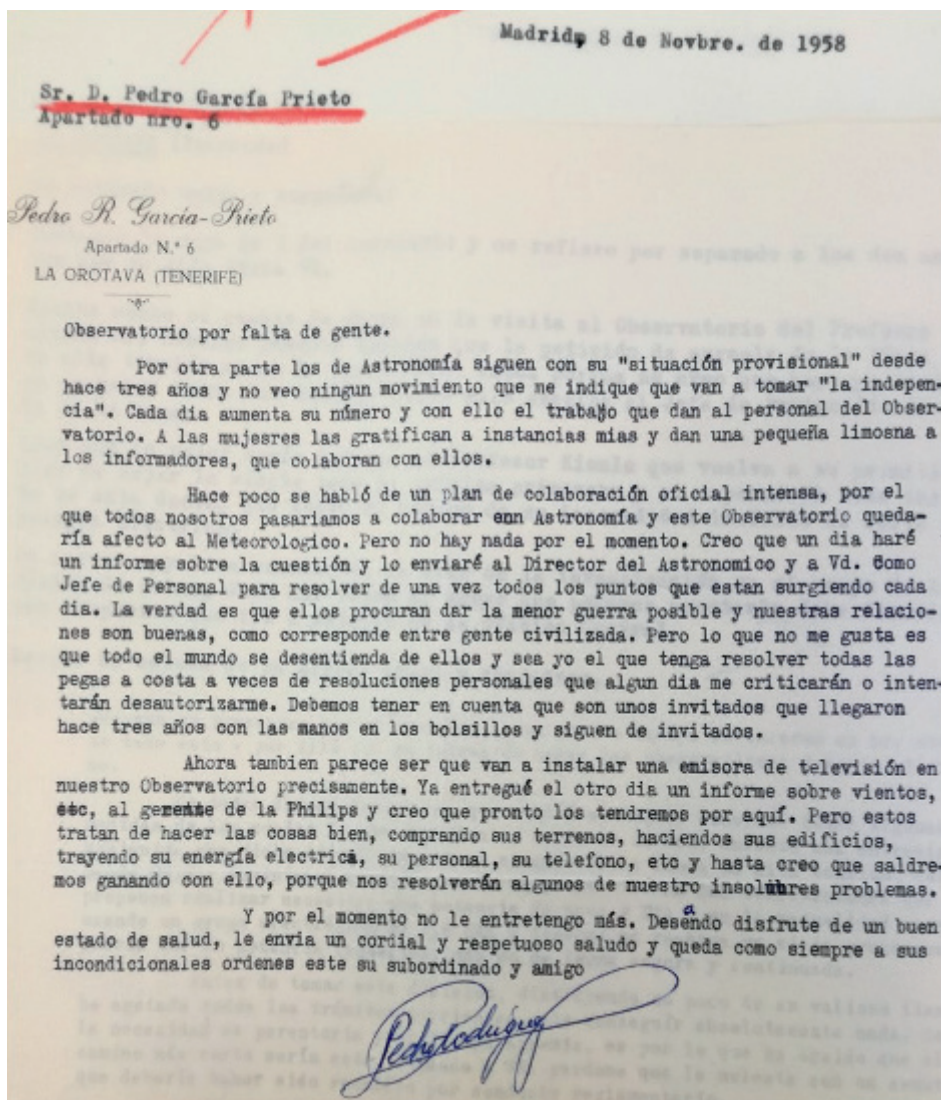 Madrid, 8 de Novbre. de 1958
Sr. D. Pedro García Prieto
Apartado nro. 6
Pedro R. García-Prieto
Apartado N.º 6
LA OROTAVA (TENERIFE)
Observatorio por falta de gente.
Por otra parte los de Astronomía siguen con su "situación provisional" desde
hace tres años y no veo ningun movimiento que me indique que van a tomar "la indepen-
cia". Cada dia aumenta su número y con ello el trabajo que dan al personal del Obser-
vatorio. A las mujesres las gratifican a instancias mias y dan una pequeña limosna a
los informadores, que colaboran con ellos.
Hace poco se habló de un plan de colaboración oficial intensa, por el
que todos nosotros pasariamos a colaborar enn Astronomía y este Observatorio queda-
ría afecto al Meteorologico. Pero no hay nada por el momento. Creo que un dia haré
un informe sobre la cuestión y lo enviaré al Director del Astronomico y a Vd. como
Jefe de Personal para resolver de una vez todos los puntos que estan surgiendo cada
dia. La verdad es que ellos procuran dar la menor guerra posible y nuestras relacio-
nes son buenas, como corresponde entre gente civilizada. Pero lo que no me gusta es
que todo el mundo se desentienda de ellos y sea yo el que tenga resolver todas las
pegas a costa a veces de resoluciones personales que algun dia me criticarán o inten-
tarán desautorizarme. Debemos tener en cuenta que son unos invitados que llegaron
hace tres años con las manos en los bolsillos y siguen de invitados.
Ahora tambien parece ser que van a instalar una emisora de televisión en
nuestro Observatorio precisamente. Ya entregué el otro dia un informe sobre vientos,
etc, al gerente de la Philips y creo que pronto los tendremos por aquí. Pero estos
tratan de hacer las cosas bien, comprando sus terrenos, haciendos sus edificios,
trayendo su energía electrica, su personal, su telefono, etc y hasta creo que saldre-
mos ganando con ello, porque nos resolverán algunos de nuestro insolubres problemas.
Y por el momento no le entretengo más. Deseando disfrute de un buen
estado de salud, le envia un cordial y respetuoso saludo y queda como siempre a sus
incondicionales ordenes este su subordinado y amigo